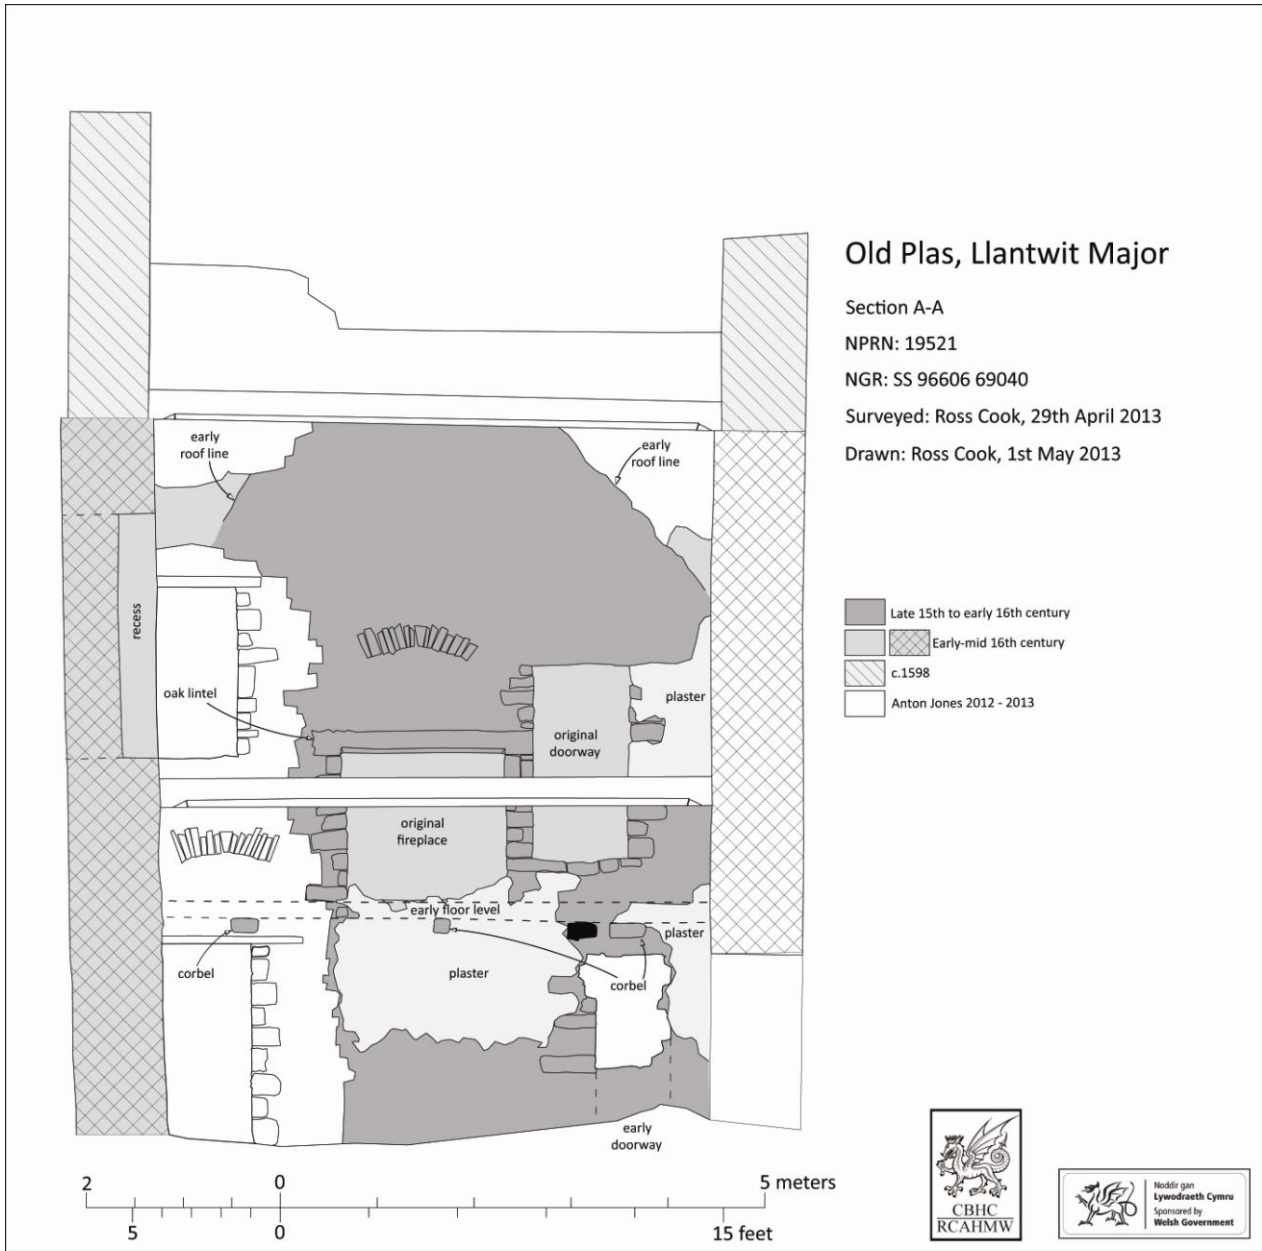 Old Plas, Llantwit Major
Section A-A
NPRN: 19521
NGR: SS 96606 69040
Surveyed: Ross Cook, 29th April 2013
Drawn: Ross Cook, 1st May 2013
early
roof line
early
roof line
recess
oak lintel
original
doorway
plaster
Late 15th to early 16th century
Early-mid 16th century
c.1598
Anton Jones 2012 - 2013
original
fireplace
early floor level
plaster
corbel
plaster
corbel
early
doorway
2 0 5 meters
5 0 15 feet
CBHC
RCAHMW
Noddir gan
Lywodraeth Cymru
Sponsored by
Welsh Government